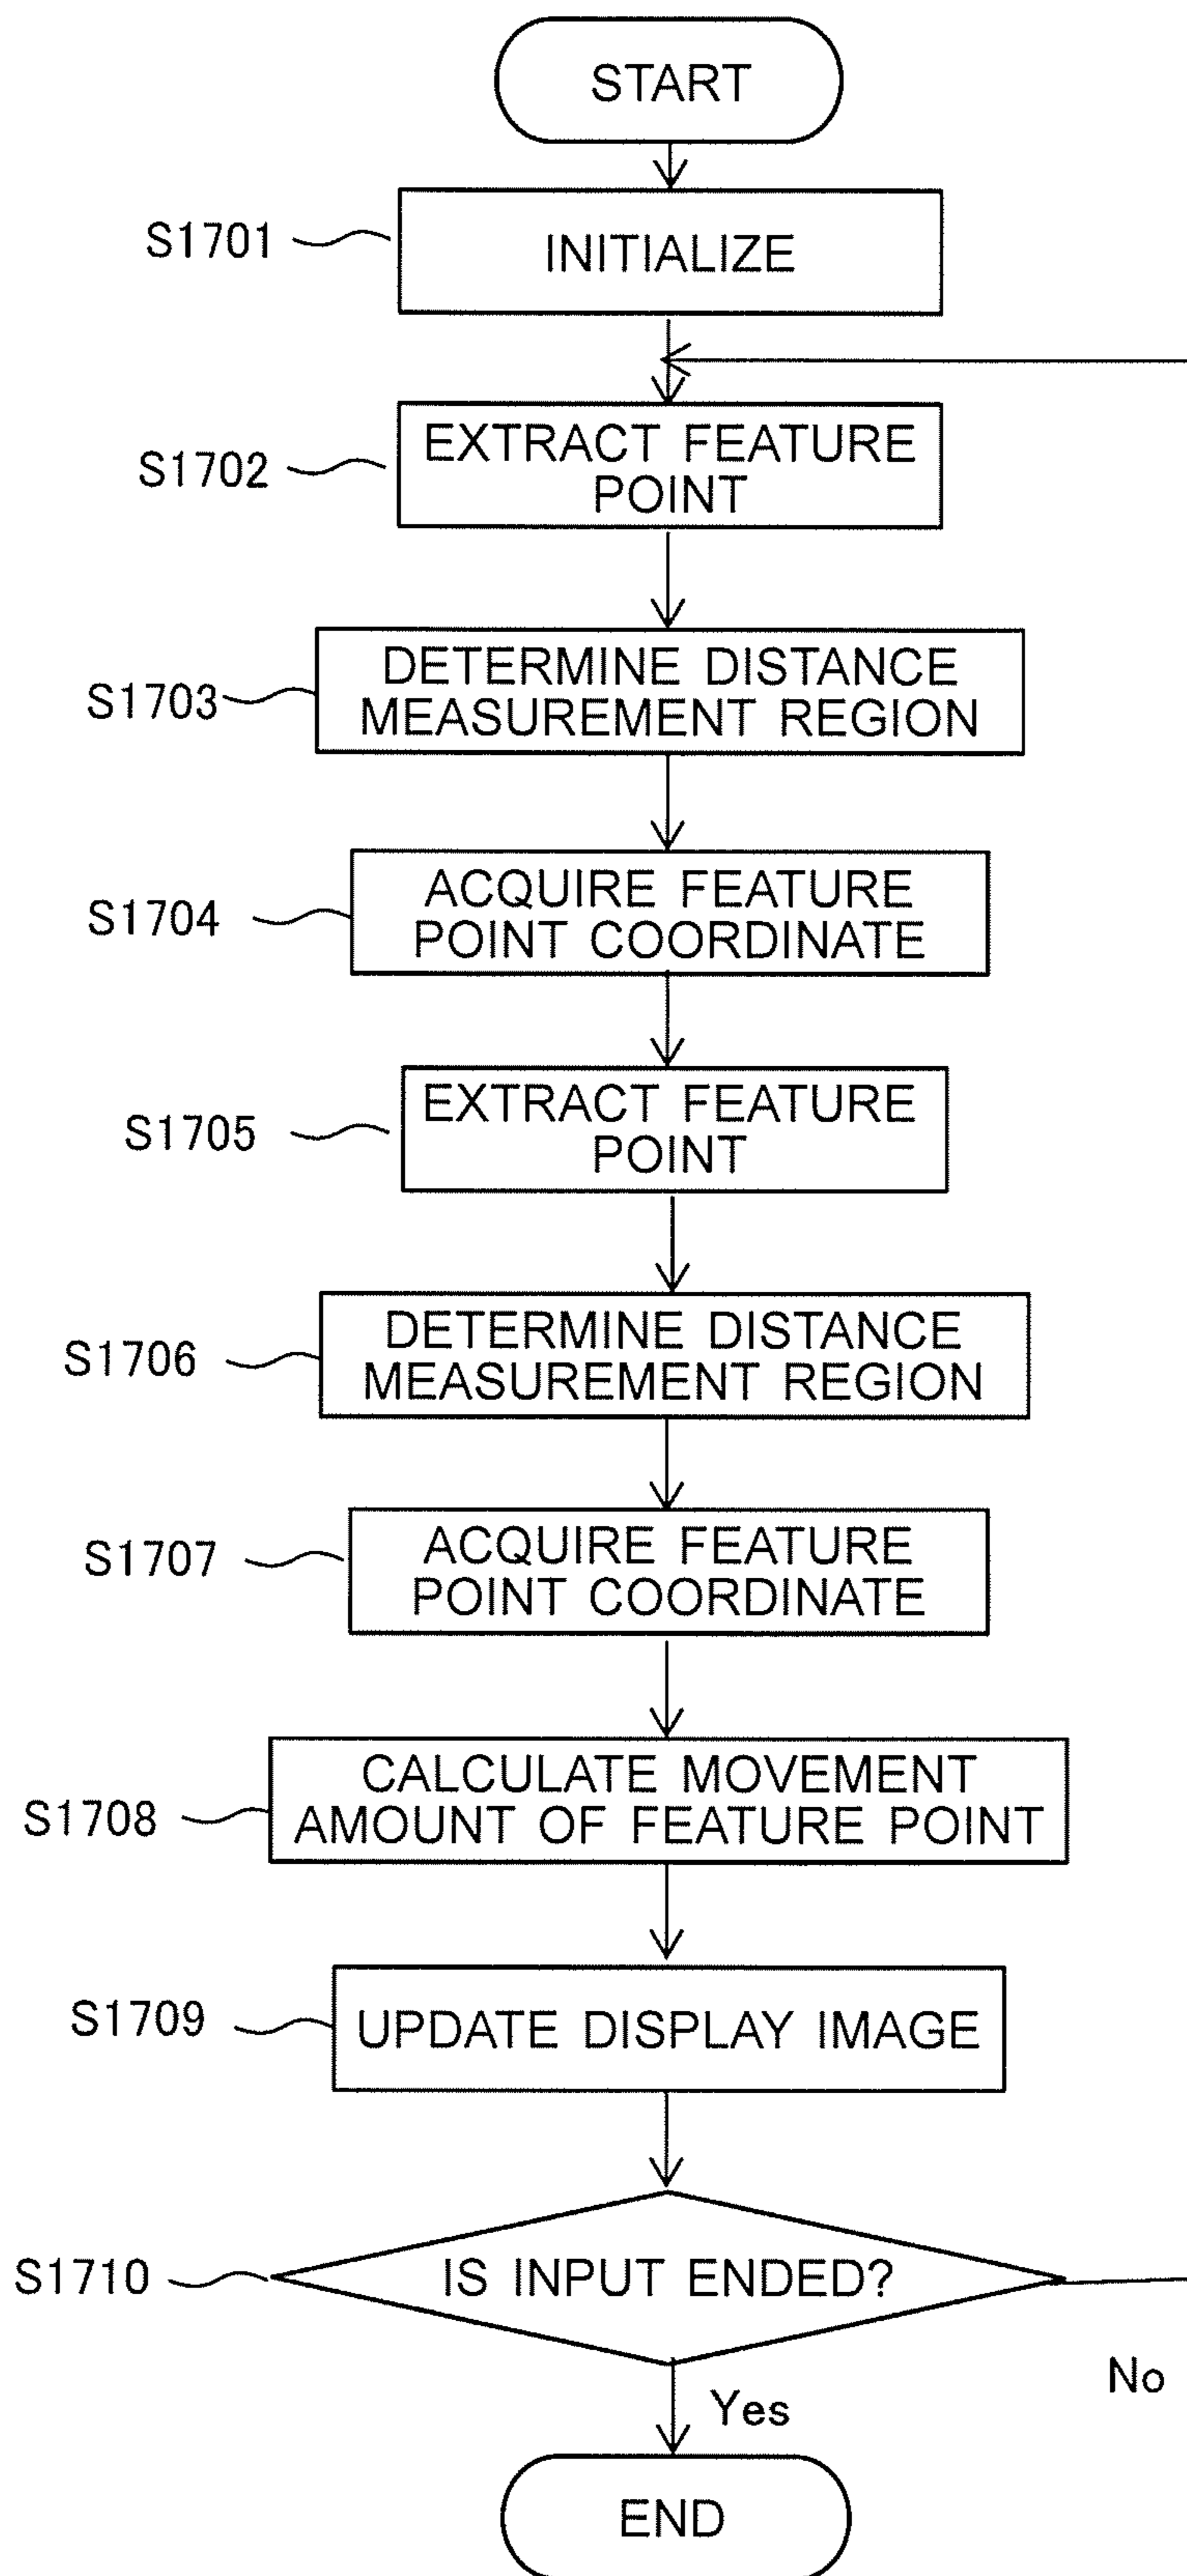 START
S1701
INITIALIZE
S1702
EXTRACT FEATURE
POINT
S1703
DETERMINE DISTANCE
MEASUREMENT REGION
S1704
ACQUIRE FEATURE
POINT COORDINATE
S1705
EXTRACT FEATURE
POINT
S1706
DETERMINE DISTANCE
MEASUREMENT REGION
S1707
ACQUIRE FEATURE
POINT COORDINATE
S1708
CALCULATE MOVEMENT
AMOUNT OF FEATURE POINT
S1709
UPDATE DISPLAY IMAGE
S1710
IS INPUT ENDED?
No
Yes
END